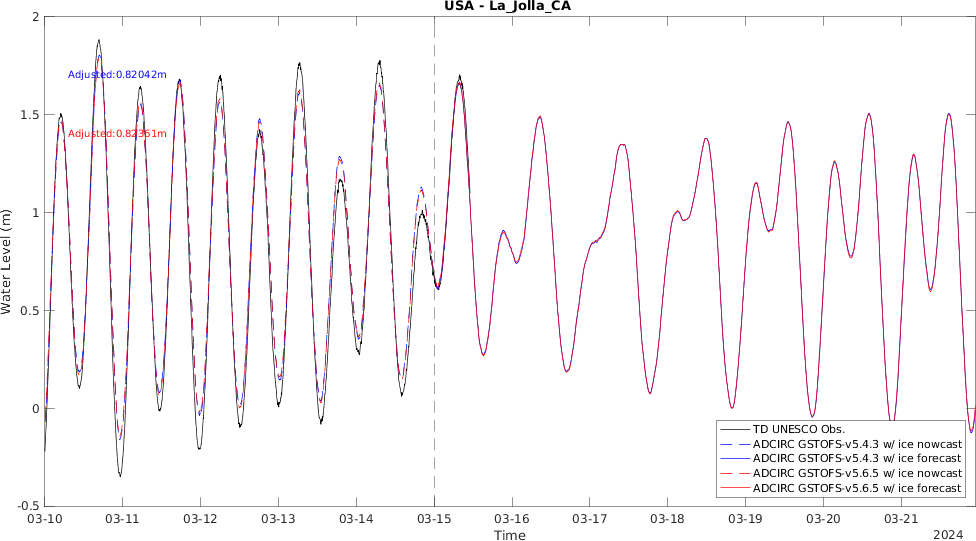 USA - La_Jolla_CA
2
1.5
1
0.5
0
-0.5
Water Level (m)
Adjusted:0.82042m
Adjusted:0.82361m
TD UNESCO Obs.
ADCIRC GSTOFS-v5.4.3 w/ ice nowcast
ADCIRC GSTOFS-v5.4.3 w/ ice forecast
ADCIRC GSTOFS-v5.6.5 w/ ice nowcast
ADCIRC GSTOFS-v5.6.5 w/ ice forecast
03-10 03-11 03-12 03-13 03-14 03-15 03-16 03-17 03-18 03-19 03-20 03-21
Time
2024